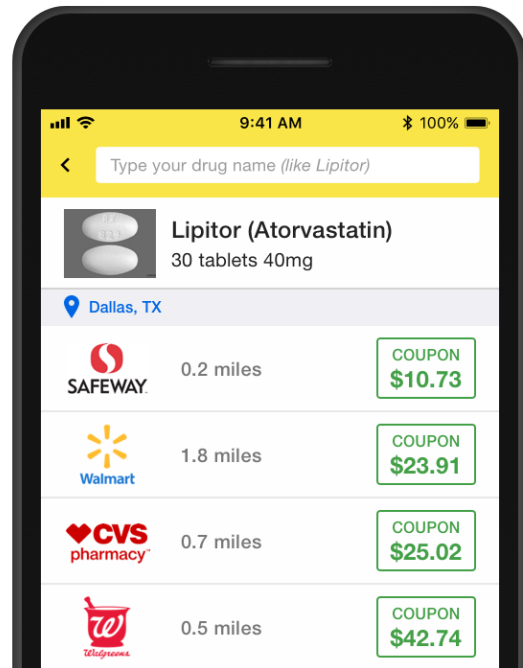 9:41 AM
100%
Type your drug name (like Lipitor)
Lipitor (Atorvastatin)
30 tablets 40mg
Dallas, TX
SAFEWAY
0.2 miles
COUPON
$10.73
Walmart
1.8 miles
COUPON
$23.91
CVS
pharmacy
0.7 miles
COUPON
$25.02
W
Walgreens
0.5 miles
COUPON
$42.74